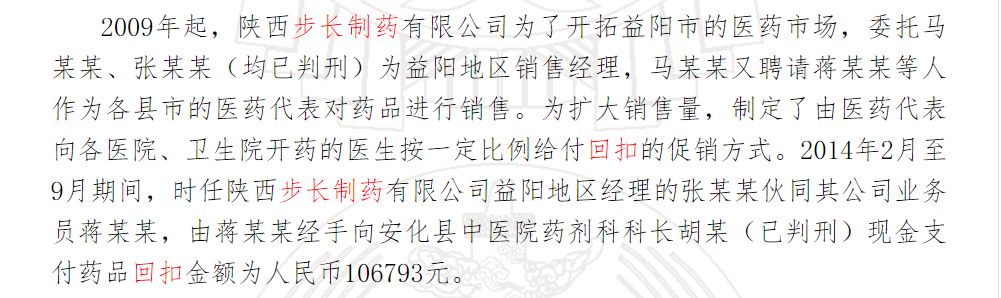 2009年起，陕西步长制药有限公司为了开拓益阳市的医药市场，委托马
某某、张某某（均已判刑）为益阳地区销售经理，马某某又聘请蒋某某等人
作为各县市的医药代表对药品进行销售。为扩大销售量，制定了由医药代表
向各医院、卫生院开药的医生按一定比例给付回扣的促销方式。2014年2月至
9月期间，时任陕西步长制药有限公司益阳地区经理的张某某伙同其公司业务
员蒋某某，由蒋某某经手向安化县中医院药剂科科长胡某（已判刑）现金支
付药品回扣金额为人民币106793元。